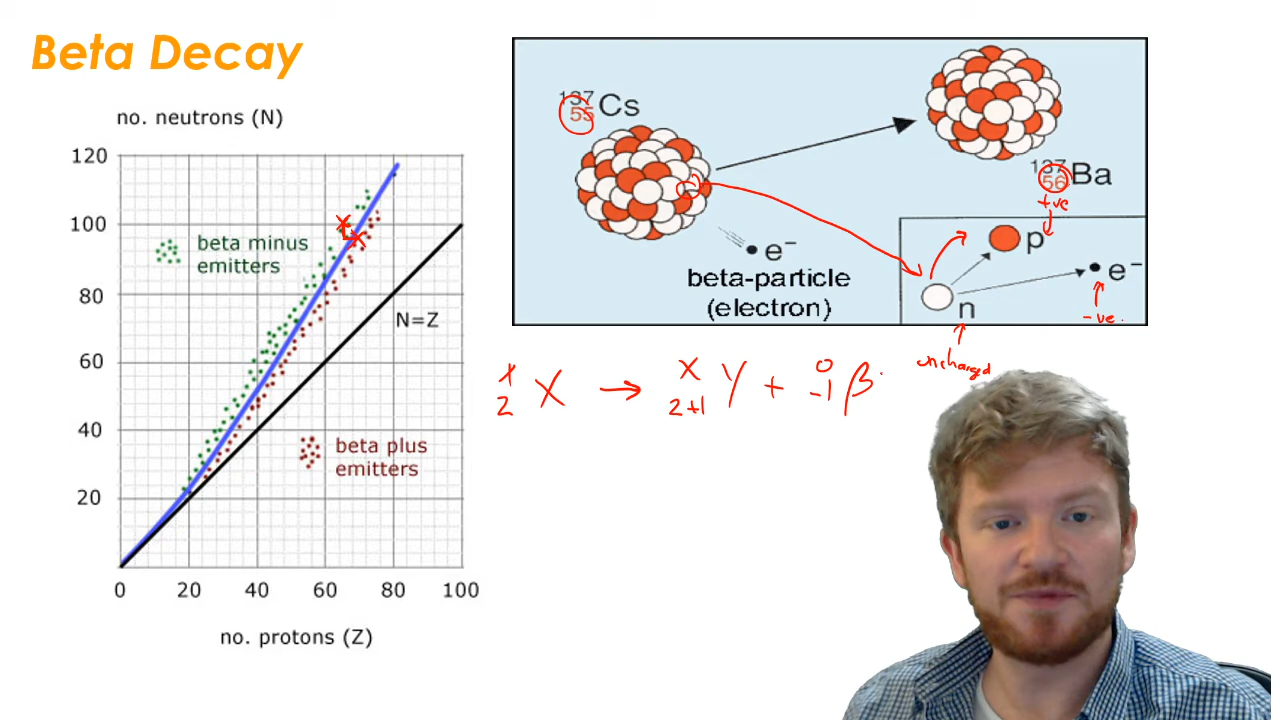 Beta Decay
no. neutrons (N)
120
100
80
60
40
20
0 20 40 60 80 100
no. protons (Z)
beta minus
emitters
N=Z
beta plus
emitters
137
55 Cs
137
56 Ba
+ve
e⁻
beta-particle
(electron)
p
e⁻
n
-ve.
uncharged
X
Z X → X
Z+1 Y + 0
-1 β